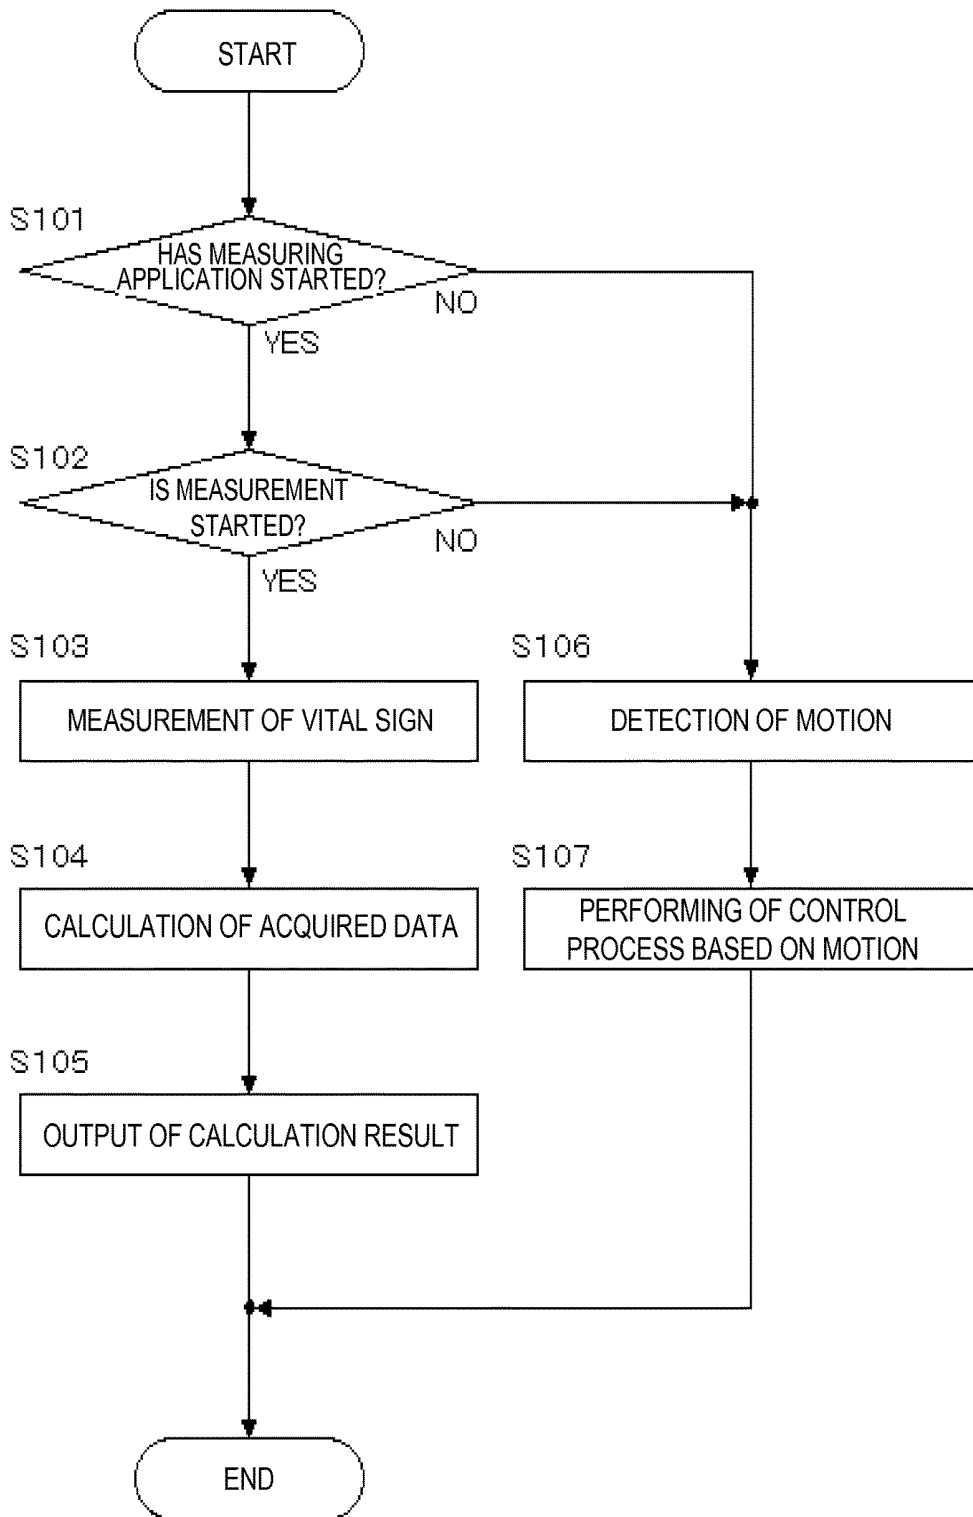 START
S101
HAS MEASURING
APPLICATION STARTED?
NO
YES
S102
IS MEASUREMENT
STARTED?
NO
YES
S103
MEASUREMENT OF VITAL SIGN
S106
DETECTION OF MOTION
S104
CALCULATION OF ACQUIRED DATA
S107
PERFORMING OF CONTROL
PROCESS BASED ON MOTION
S105
OUTPUT OF CALCULATION RESULT
END